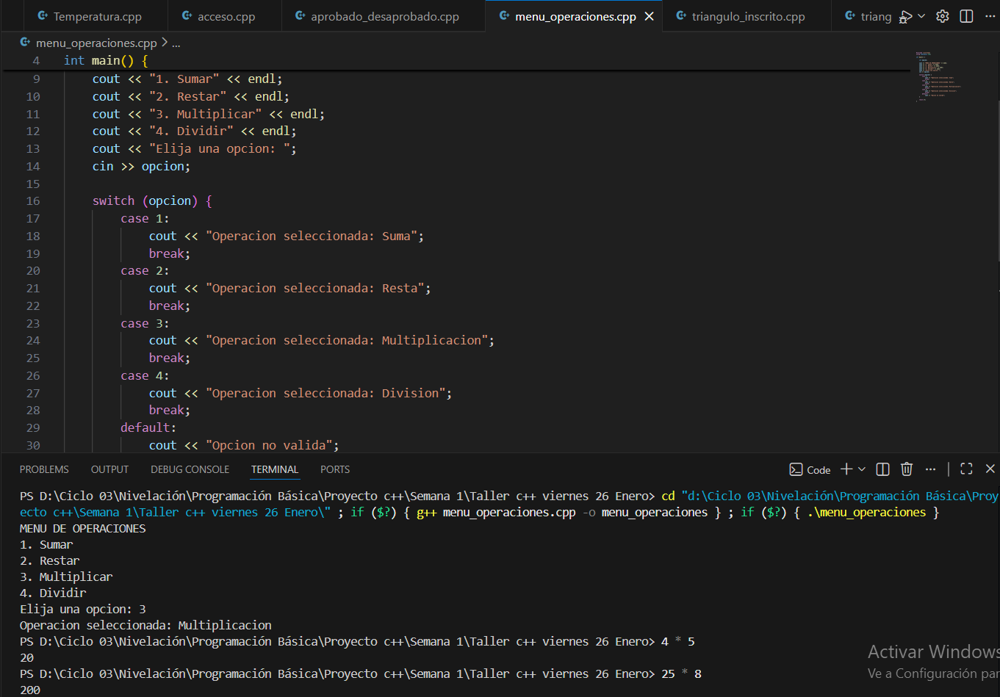 Temperatura.cpp acceso.cpp aprobado_desaprobado.cpp menu_operaciones.cpp triangulo_inscrito.cpp triang
menu_operaciones.cpp > ...
4 int main() {
9 cout << "1. Sumar" << endl;
10 cout << "2. Restar" << endl;
11 cout << "3. Multiplicar" << endl;
12 cout << "4. Dividir" << endl;
13 cout << "Elija una opcion: ";
14 cin >> opcion;
15
16 switch (opcion) {
17 case 1:
18 cout << "Operacion seleccionada: Suma";
19 break;
20 case 2:
21 cout << "Operacion seleccionada: Resta";
22 break;
23 case 3:
24 cout << "Operacion seleccionada: Multiplicacion";
25 break;
26 case 4:
27 cout << "Operacion seleccionada: Division";
28 break;
29 default:
30 cout << "Opcion no valida";
PROBLEMS OUTPUT DEBUG CONSOLE TERMINAL PORTS Code
PS D:\Ciclo 03\Nivelación\Programación Básica\Proyecto c++\Semana 1\Taller c++ viernes 26 Enero> cd "d:\Ciclo 03\Nivelación\Programación Básica\Proy
ecto c++\Semana 1\Taller c++ viernes 26 Enero\" ; if ($?) { g++ menu_operaciones.cpp -o menu_operaciones } ; if ($?) { .\menu_operaciones }
MENU DE OPERACIONES
1. Sumar
2. Restar
3. Multiplicar
4. Dividir
Elija una opcion: 3
Operacion seleccionada: Multiplicacion
PS D:\Ciclo 03\Nivelación\Programación Básica\Proyecto c++\Semana 1\Taller c++ viernes 26 Enero> 4 * 5
20
PS D:\Ciclo 03\Nivelación\Programación Básica\Proyecto c++\Semana 1\Taller c++ viernes 26 Enero> 25 * 8
200
Activar Windows
Ve a Configuración par